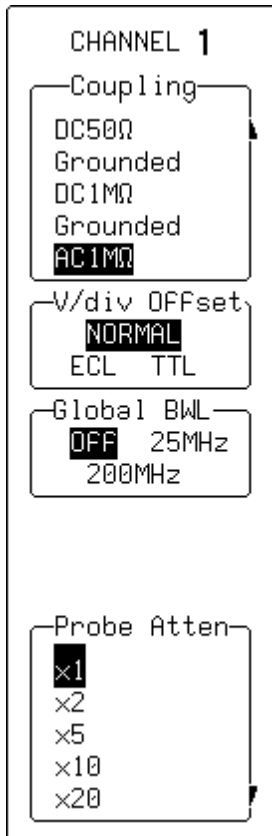 CHANNEL 1
Coupling
DC50Ω
Grounded
DC1MΩ
Grounded
AC1MΩ
V/div OFFset
NORMAL
ECL TTL
Global BWL
OFF 25MHz
200MHz
Probe Atten
×1
×2
×5
×10
×20